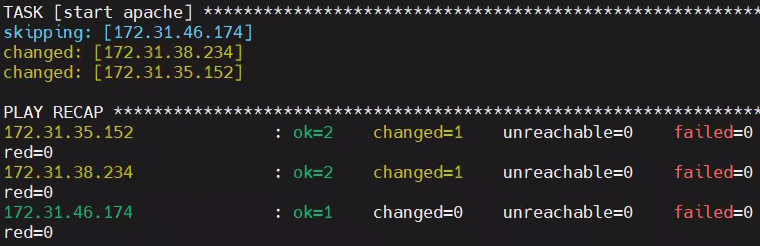 TASK [start apache] ********************************************************
skipping: [172.31.46.174]
changed: [172.31.38.234]
changed: [172.31.35.152]
PLAY RECAP *****************************************************************
172.31.35.152 : ok=2 changed=1 unreachable=0 failed=0
red=0
172.31.38.234 : ok=2 changed=1 unreachable=0 failed=0
red=0
172.31.46.174 : ok=1 changed=0 unreachable=0 failed=0
red=0